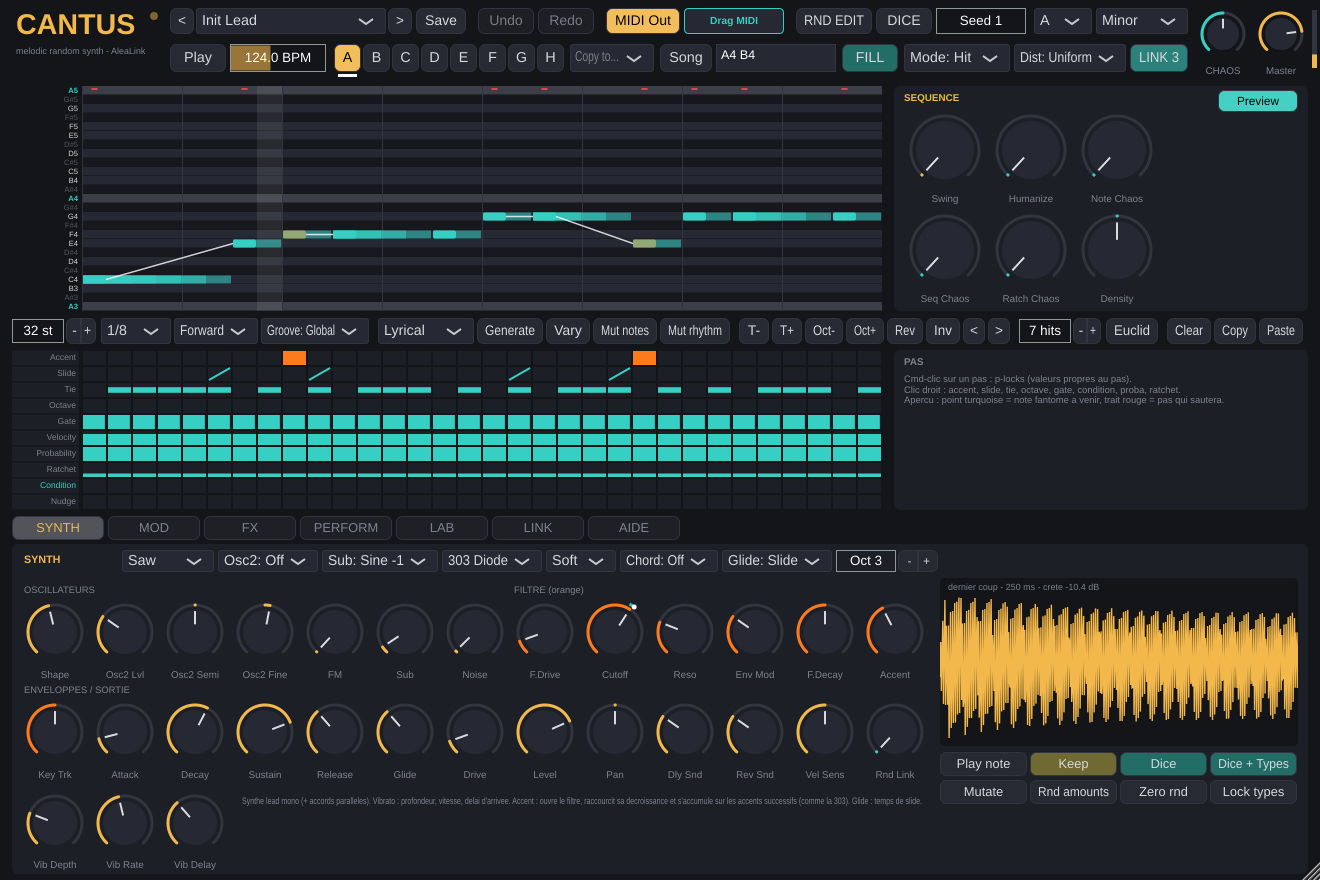 CANTUS
melodic random synth - AleaLink
< Init Lead > Save Undo Redo MIDI Out Drag MIDI RND EDIT DICE Seed 1 A Minor
Play 124.0 BPM A B C D E F G H Copy to... Song A4 B4 FILL Mode: Hit Dist: Uniform LINK 3
CHAOS Master
A5
G#5
G5
F#5
F5
E5
D#5
D5
C#5
C5
B4
A#4
A4
G#4
G4
F#4
F4
E4
D#4
D4
C#4
C4
B3
A#3
A3
SEQUENCE Preview
Swing Humanize Note Chaos
Seq Chaos Ratch Chaos Density
32 st - + 1/8 Forward Groove: Global Lyrical Generate Vary Mut notes Mut rhythm T- T+ Oct- Oct+ Rev Inv < > 7 hits - + Euclid Clear Copy Paste
Accent
Slide
Tie
Octave
Gate
Velocity
Probability
Ratchet
Condition
Nudge
PAS
Cmd-clic sur un pas : p-locks (valeurs propres au pas).
Clic droit : accent, slide, tie, octave, gate, condition, proba, ratchet.
Apercu : point turquoise = note fantome a venir, trait rouge = pas qui sautera.
SYNTH MOD FX PERFORM LAB LINK AIDE
SYNTH Saw Osc2: Off Sub: Sine -1 303 Diode Soft Chord: Off Glide: Slide Oct 3 - +
OSCILLATEURS FILTRE (orange)
Shape Osc2 Lvl Osc2 Semi Osc2 Fine FM Sub Noise F.Drive Cutoff Reso Env Mod F.Decay Accent
ENVELOPPES / SORTIE
Key Trk Attack Decay Sustain Release Glide Drive Level Pan Dly Snd Rev Snd Vel Sens Rnd Link
Synthe lead mono (+ accords paralleles). Vibrato : profondeur, vitesse, delai d'arrivee. Accent : ouvre le filtre, raccourcit sa decroissance et s'accumule sur les accents successifs (comme la 303). Glide : temps de slide.
Vib Depth Vib Rate Vib Delay
dernier coup - 250 ms - crete -10.4 dB
Play note Keep Dice Dice + Types
Mutate Rnd amounts Zero rnd Lock types